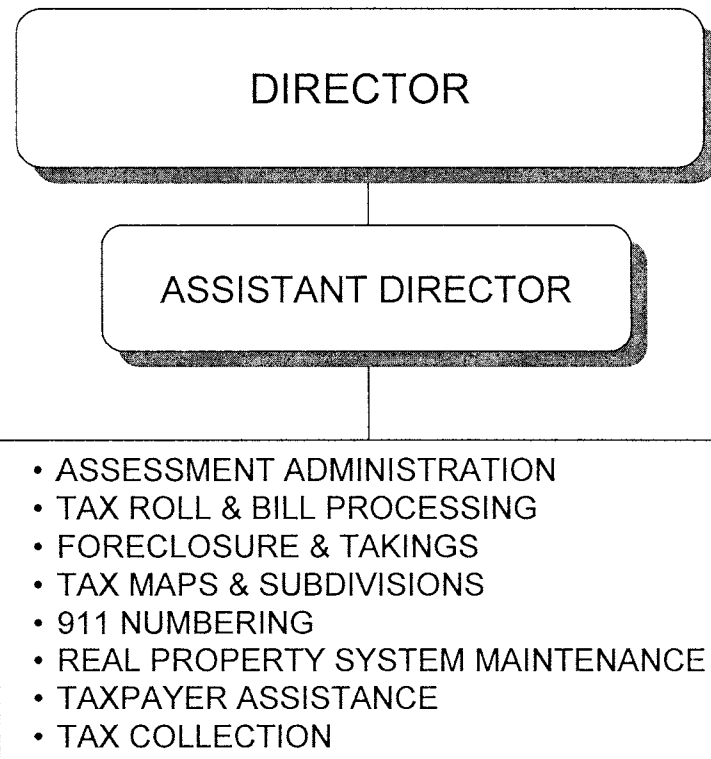 DIRECTOR
ASSISTANT DIRECTOR
• ASSESSMENT ADMINISTRATION
• TAX ROLL & BILL PROCESSING
• FORECLOSURE & TAKINGS
• TAX MAPS & SUBDIVISIONS
• 911 NUMBERING
• REAL PROPERTY SYSTEM MAINTENANCE
• TAXPAYER ASSISTANCE
• TAX COLLECTION